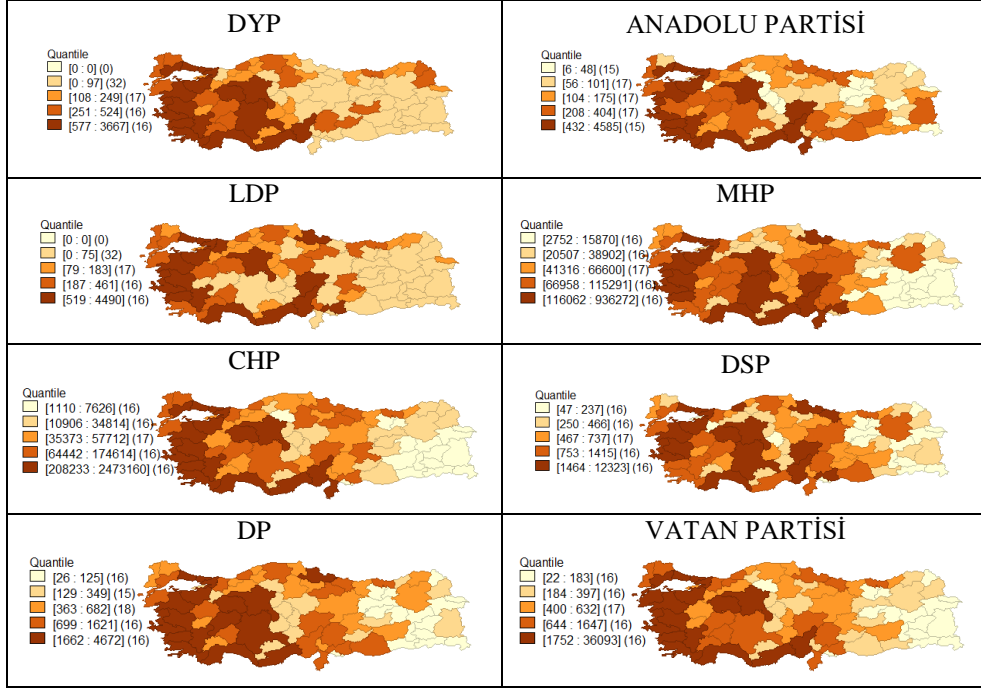 DYP
Quantile
[0 : 0] (0)
[0 : 97] (32)
[108 : 249] (17)
[251 : 524] (16)
[577 : 3667] (16)
ANADOLU PARTİSİ
Quantile
[6 : 48] (15)
[56 : 101] (17)
[104 : 175] (17)
[208 : 404] (17)
[432 : 4585] (15)
LDP
Quantile
[0 : 0] (0)
[0 : 75] (32)
[79 : 183] (17)
[187 : 461] (16)
[519 : 4490] (16)
MHP
Quantile
[2752 : 15870] (16)
[20507 : 38902] (16)
[41316 : 66600] (17)
[66958 : 115291] (16)
[116062 : 936272] (16)
CHP
Quantile
[1110 : 7626] (16)
[10906 : 34814] (16)
[35373 : 57712] (17)
[64442 : 174614] (16)
[208233 : 2473160] (16)
DSP
Quantile
[47 : 237] (16)
[250 : 466] (16)
[467 : 737] (17)
[753 : 1415] (16)
[1464 : 12323] (16)
DP
Quantile
[26 : 125] (16)
[129 : 349] (15)
[363 : 682] (18)
[699 : 1621] (16)
[1662 : 4672] (16)
VATAN PARTİSİ
Quantile
[22 : 183] (16)
[184 : 397] (16)
[400 : 632] (17)
[644 : 1647] (16)
[1752 : 36093] (16)